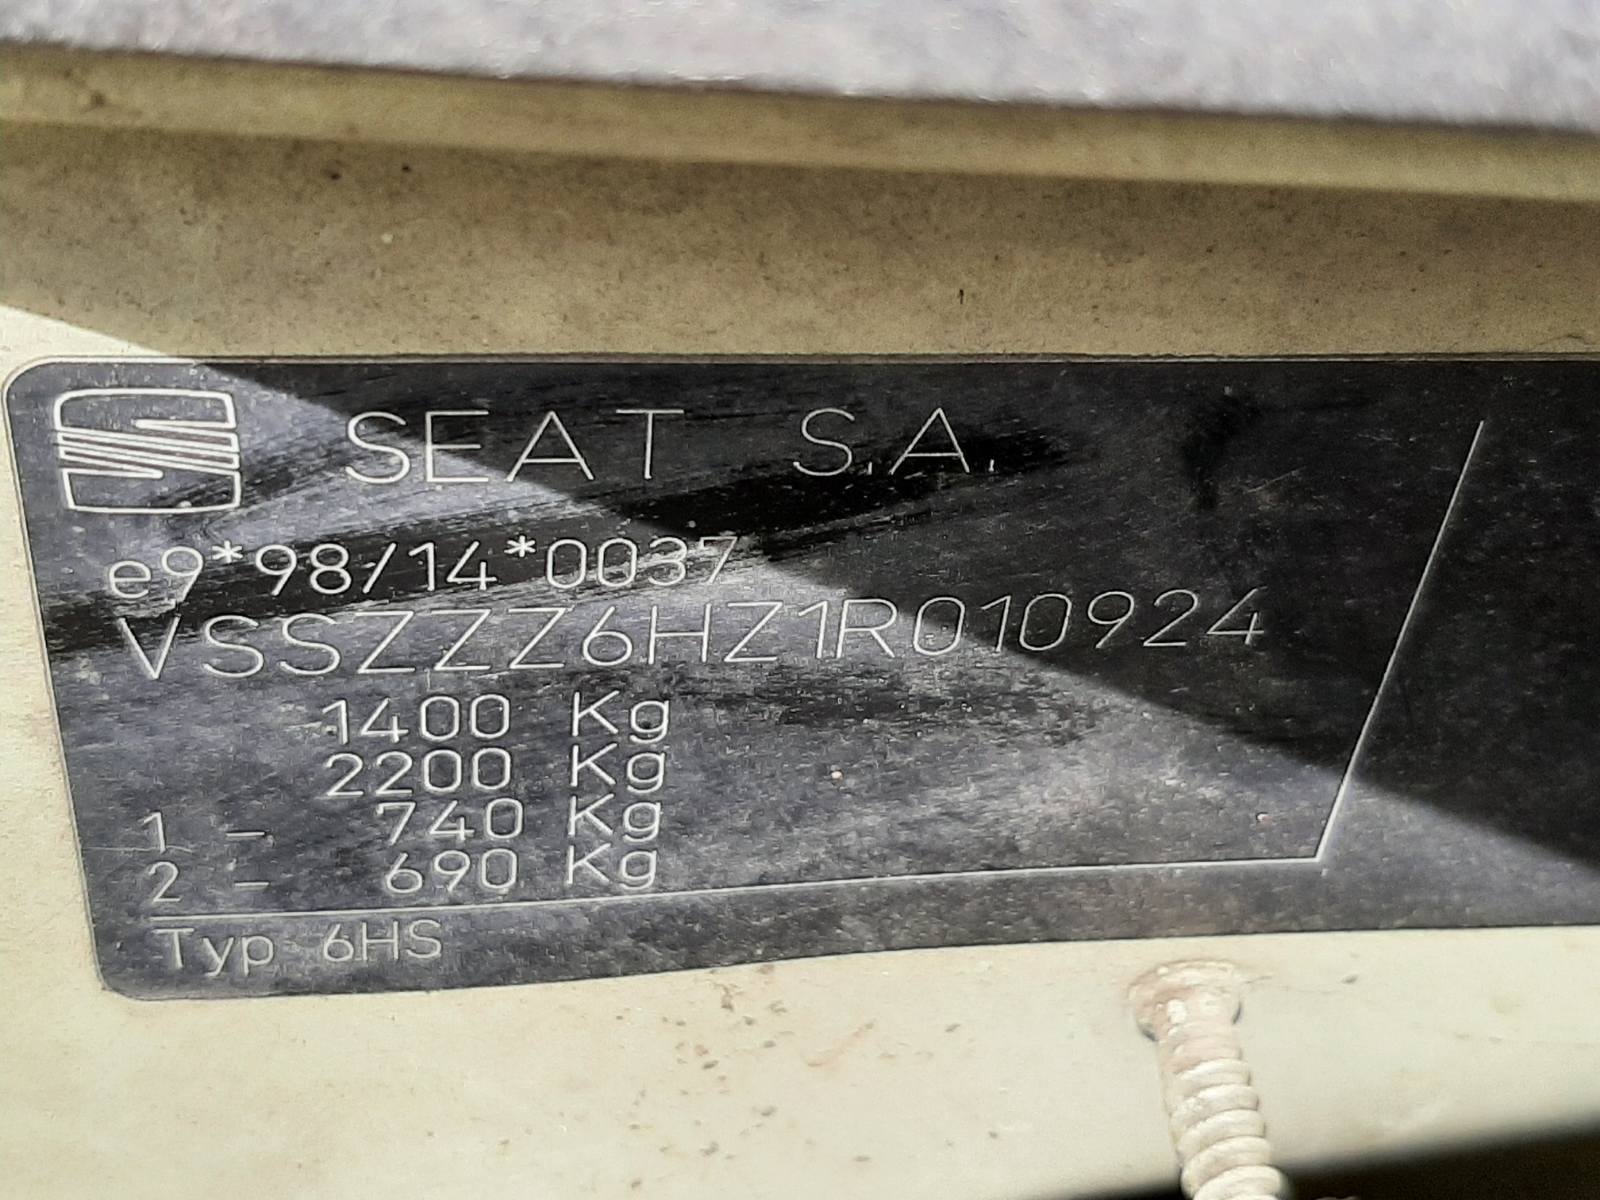 SEAT S.A.
e9*98/14*0037
VSSZZZ6HZ1R010924
1400 Kg
2200 Kg
1 - 740 Kg
2 - 690 Kg
Typ 6HS